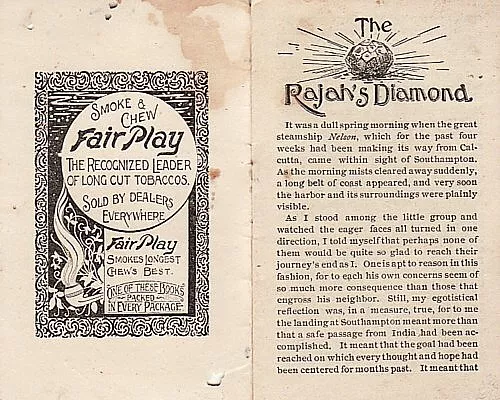 SMOKE &
CHEW
Fair Play
THE RECOGNIZED LEADER
OF LONG CUT TOBACCOS.
SOLD BY DEALERS
EVERYWHERE
Fair Play
SMOKES LONGEST
CHEWS BEST.
ONE OF THESE BOOKS
PACKED
IN EVERY PACKAGE.
The
Rajah's Diamond
It was a dull spring morning when the great
steamship Nelson, which for the past four
weeks had been making its way from Cal-
cutta, came within sight of Southampton.
As the morning mists cleared away suddenly,
a long belt of coast appeared, and very soon
the harbor and its surroundings were plainly
visible.
As I stood among the little group and
watched the eager faces all turned in one
direction, I told myself that perhaps none of
them would be quite so glad to reach their
journey's end as I. One is apt to reason in this
fashion, for to each his own concerns seem of
so much more consequence than those that
engross his neighbor. Still, my egotistical
reflection was, in a measure, true, for to me
the landing at Southampton meant more than
that a safe passage from India had been ac-
complished. It meant that the goal had been
reached on which every thought and hope had
been centered for months past. It meant that